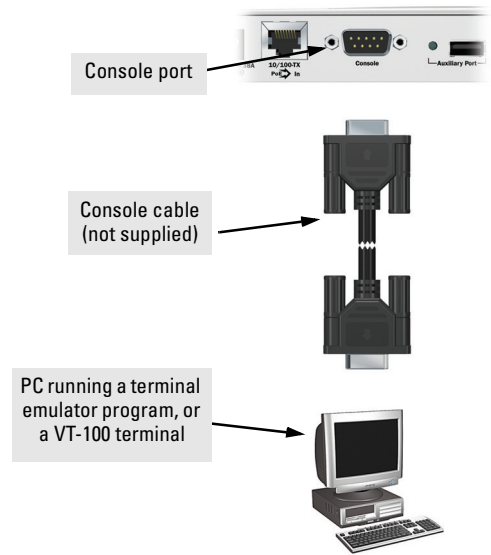 Console port
10/100-TX
PoE In
Console
Auxiliary Port
Console cable
(not supplied)
PC running a terminal
emulator program, or
a VT-100 terminal